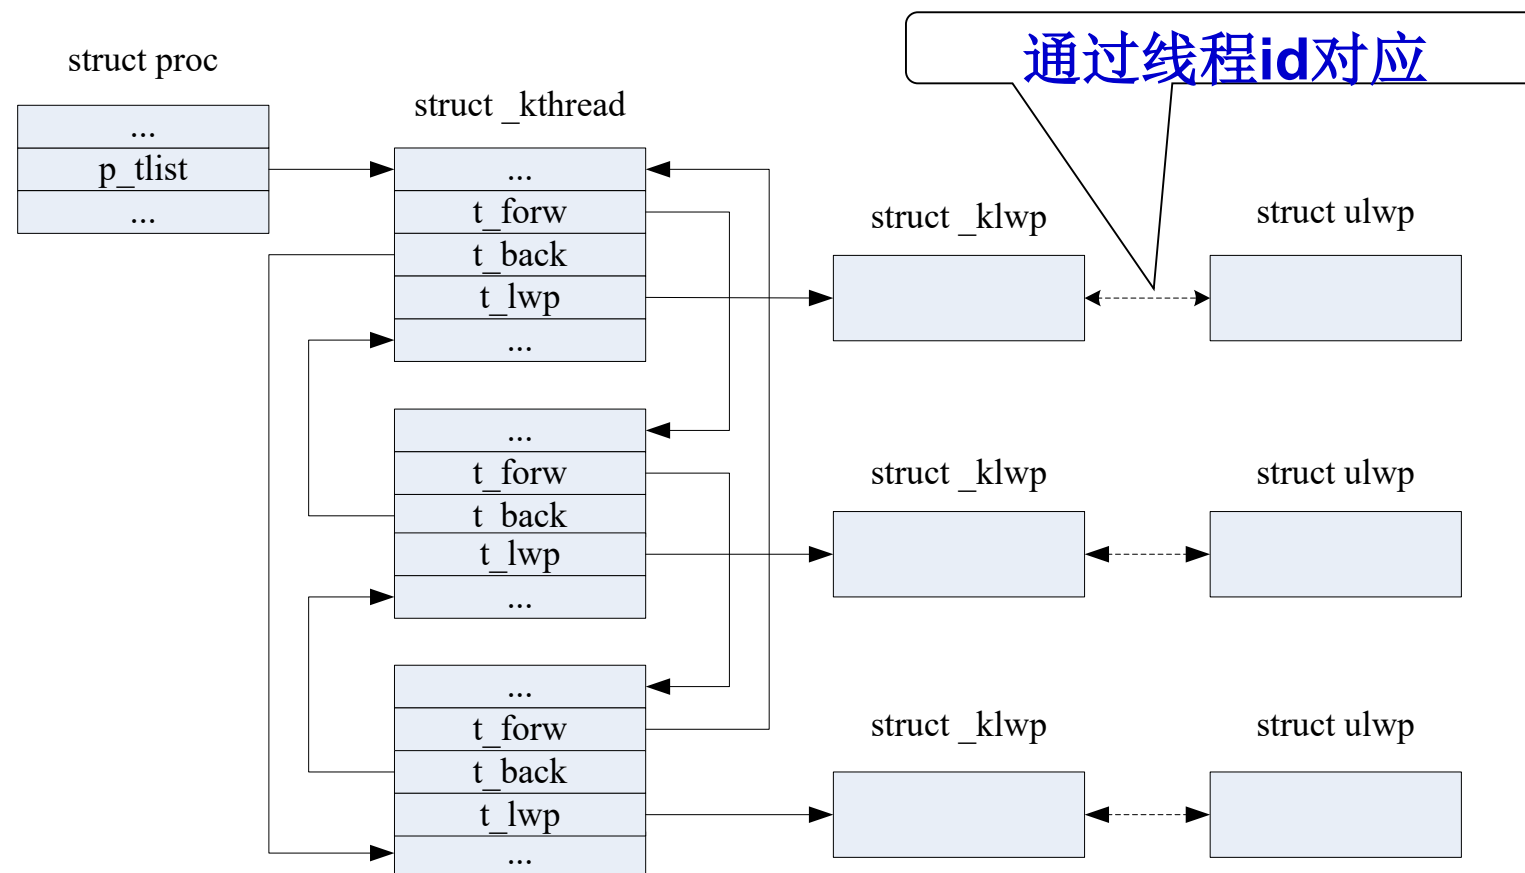 通过线程id对应
struct proc
...
p_tlist
...
struct _kthread
...
t_forw
t_back
t_lwp
...
struct _klwp
struct ulwp
...
t_forw
t_back
t_lwp
...
struct _klwp
struct ulwp
...
t_forw
t_back
t_lwp
...
struct _klwp
struct ulwp